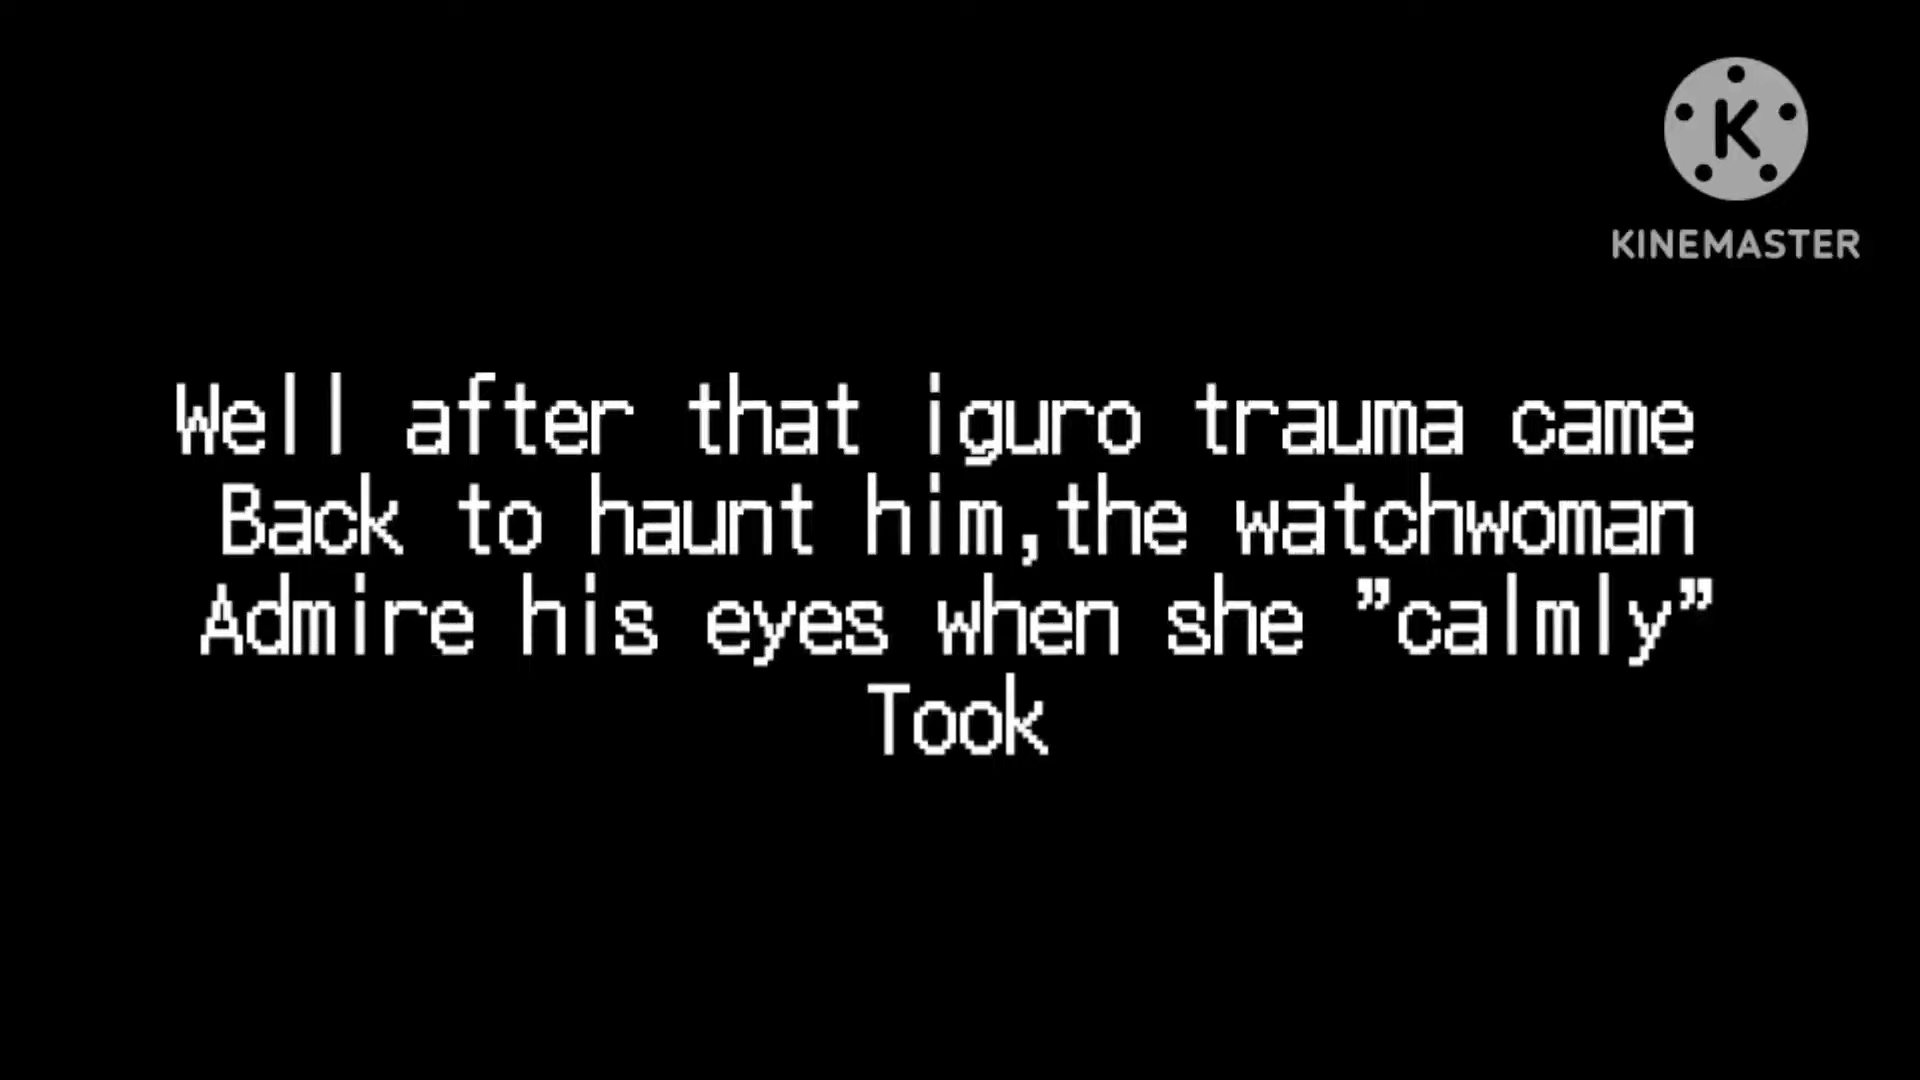 K
KINEMASTER
Well after that iguro trauma came
Back to haunt him,the watchwoman
Admire his eyes when she ”calmly”
Took